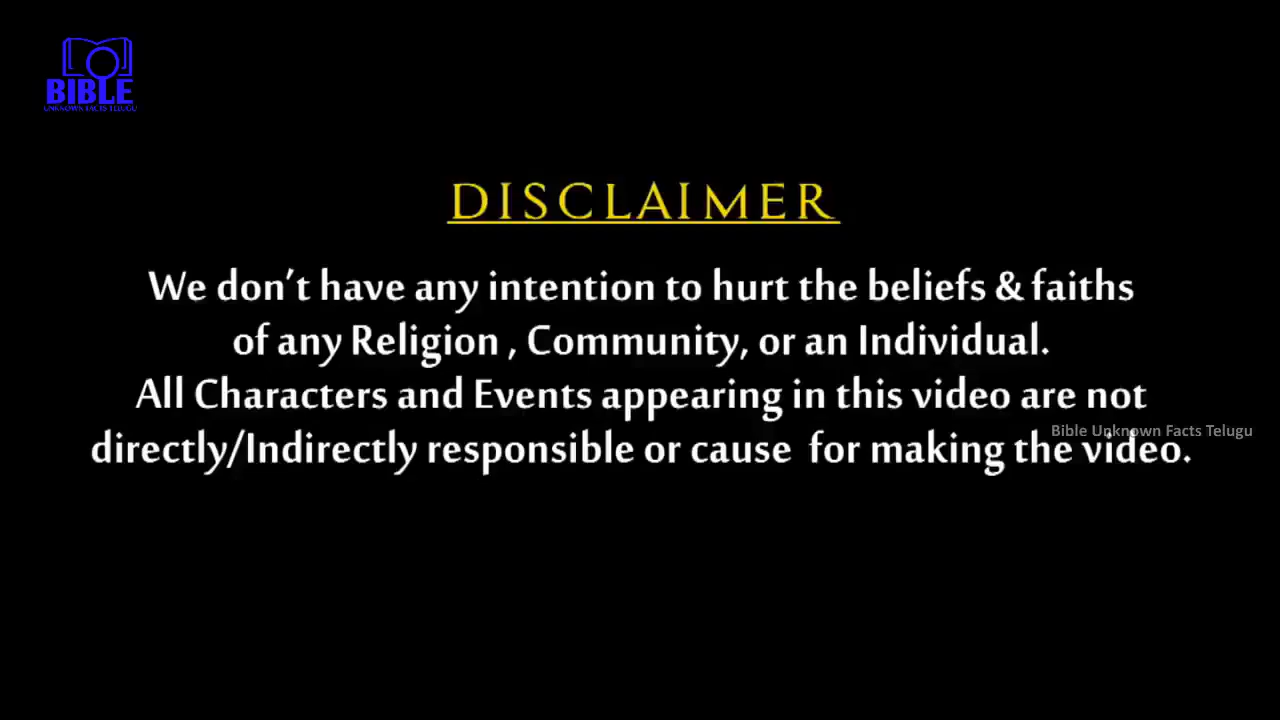 BIBLE
UNKNOWN FACTS TELUGU
DISCLAIMER
We don't have any intention to hurt the beliefs & faiths
of any Religion , Community, or an Individual.
All Characters and Events appearing in this video are not
Bible Unknown Facts Telugu
directly/Indirectly responsible or cause for making the video.